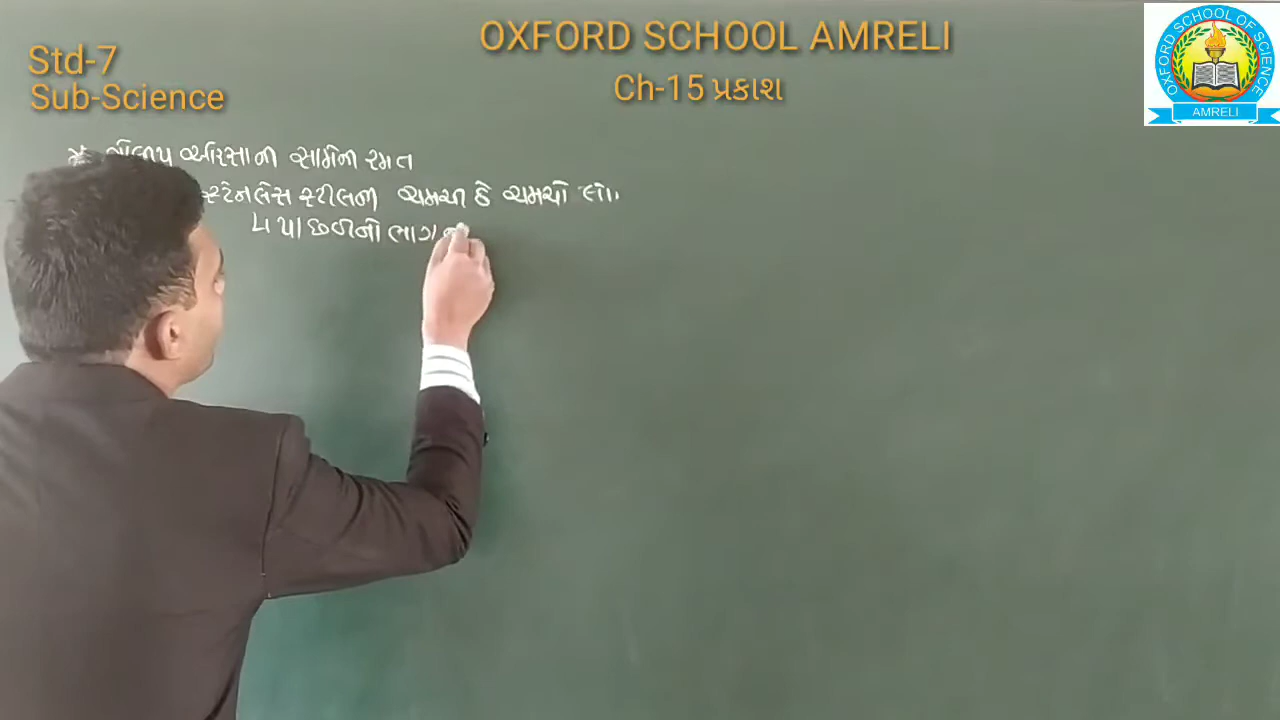 OXFORD SCHOOL AMRELI
Std-7
Sub-Science
Ch-15 પ્રકાશ
OXFORD SCHOOL OF SCIENCE
AMRELI
અરસાની સામેની રમત
સ્ટેનલેસ સ્ટીલની ચમચી કે ચમચો લો.
પાછળનો ભાગ